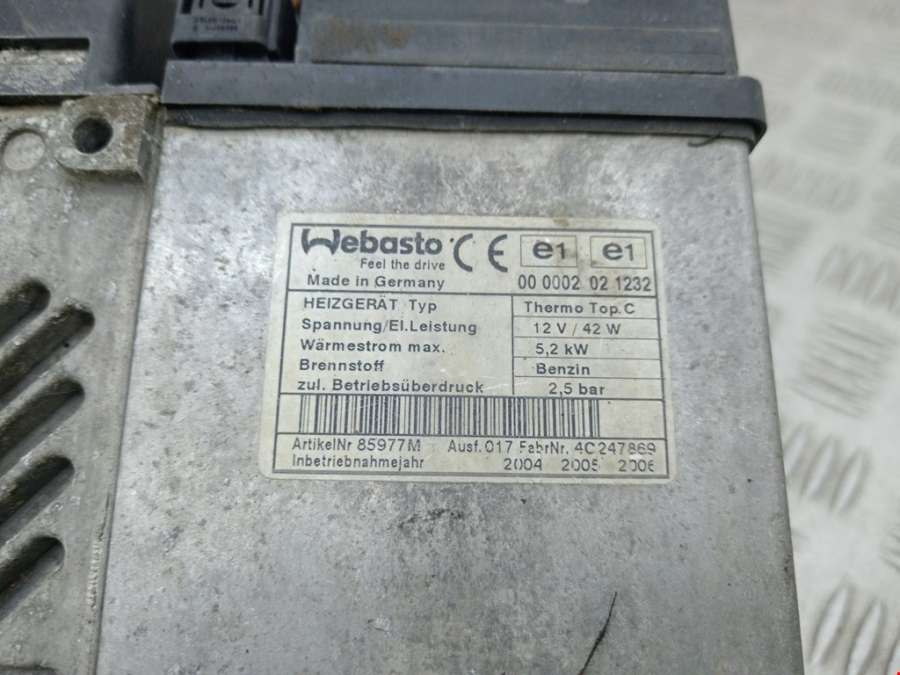 Webasto CE e1 e1
Feel the drive
Made in Germany 00 0002 02 1232
HEIZGERÄT Typ Thermo Top.C
Spannung/El.Leistung 12 V / 42 W
Wärmestrom max. 5,2 kW
Brennstoff Benzin
zul. Betriebsüberdruck 2,5 bar
ArtikelNr 85977M Ausf. 017 FabrNr. 4C247869
Inbetriebnahmejahr 2004 2005 2006